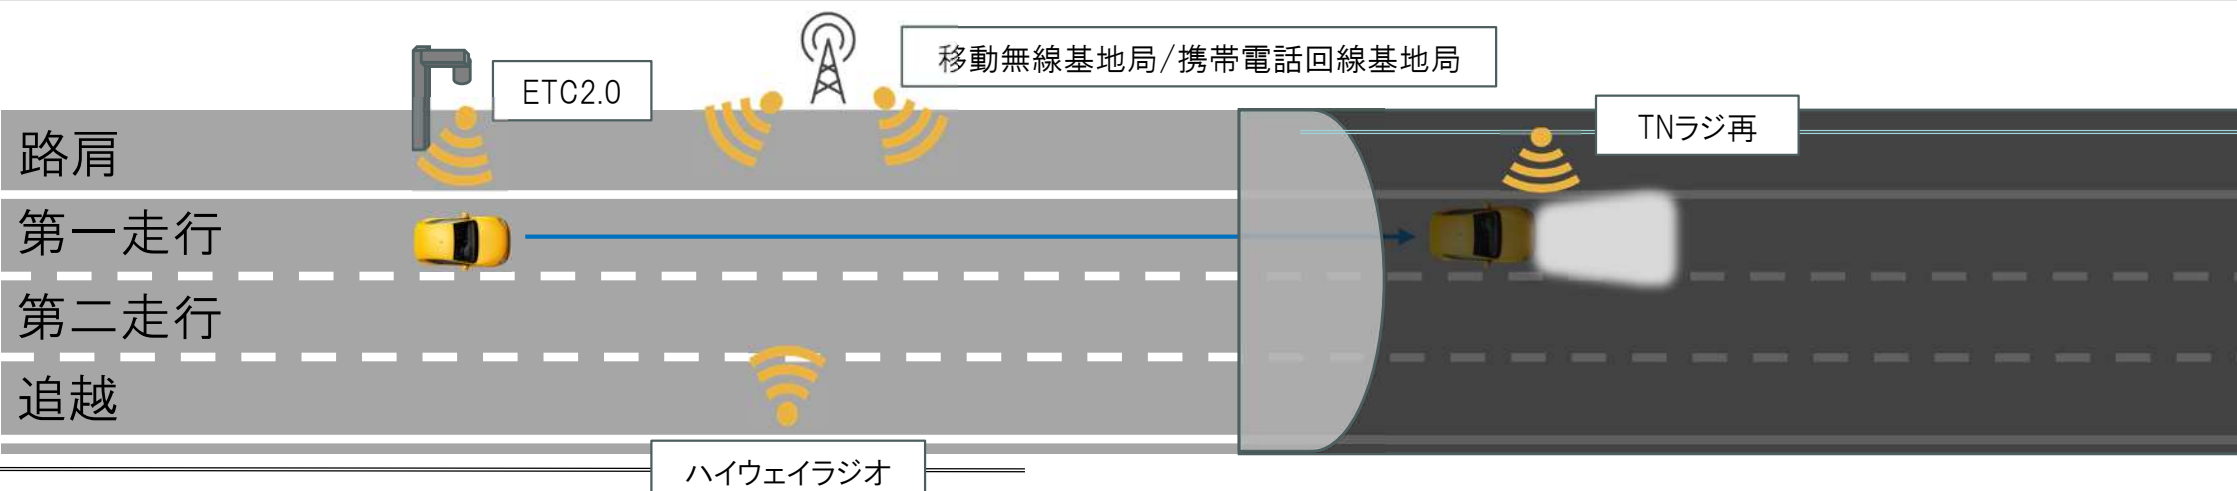 ETC2.0
移動無線基地局/携帯電話回線基地局
TNラジ再
路肩
第一走行
第二走行
追越
ハイウェイラジオ